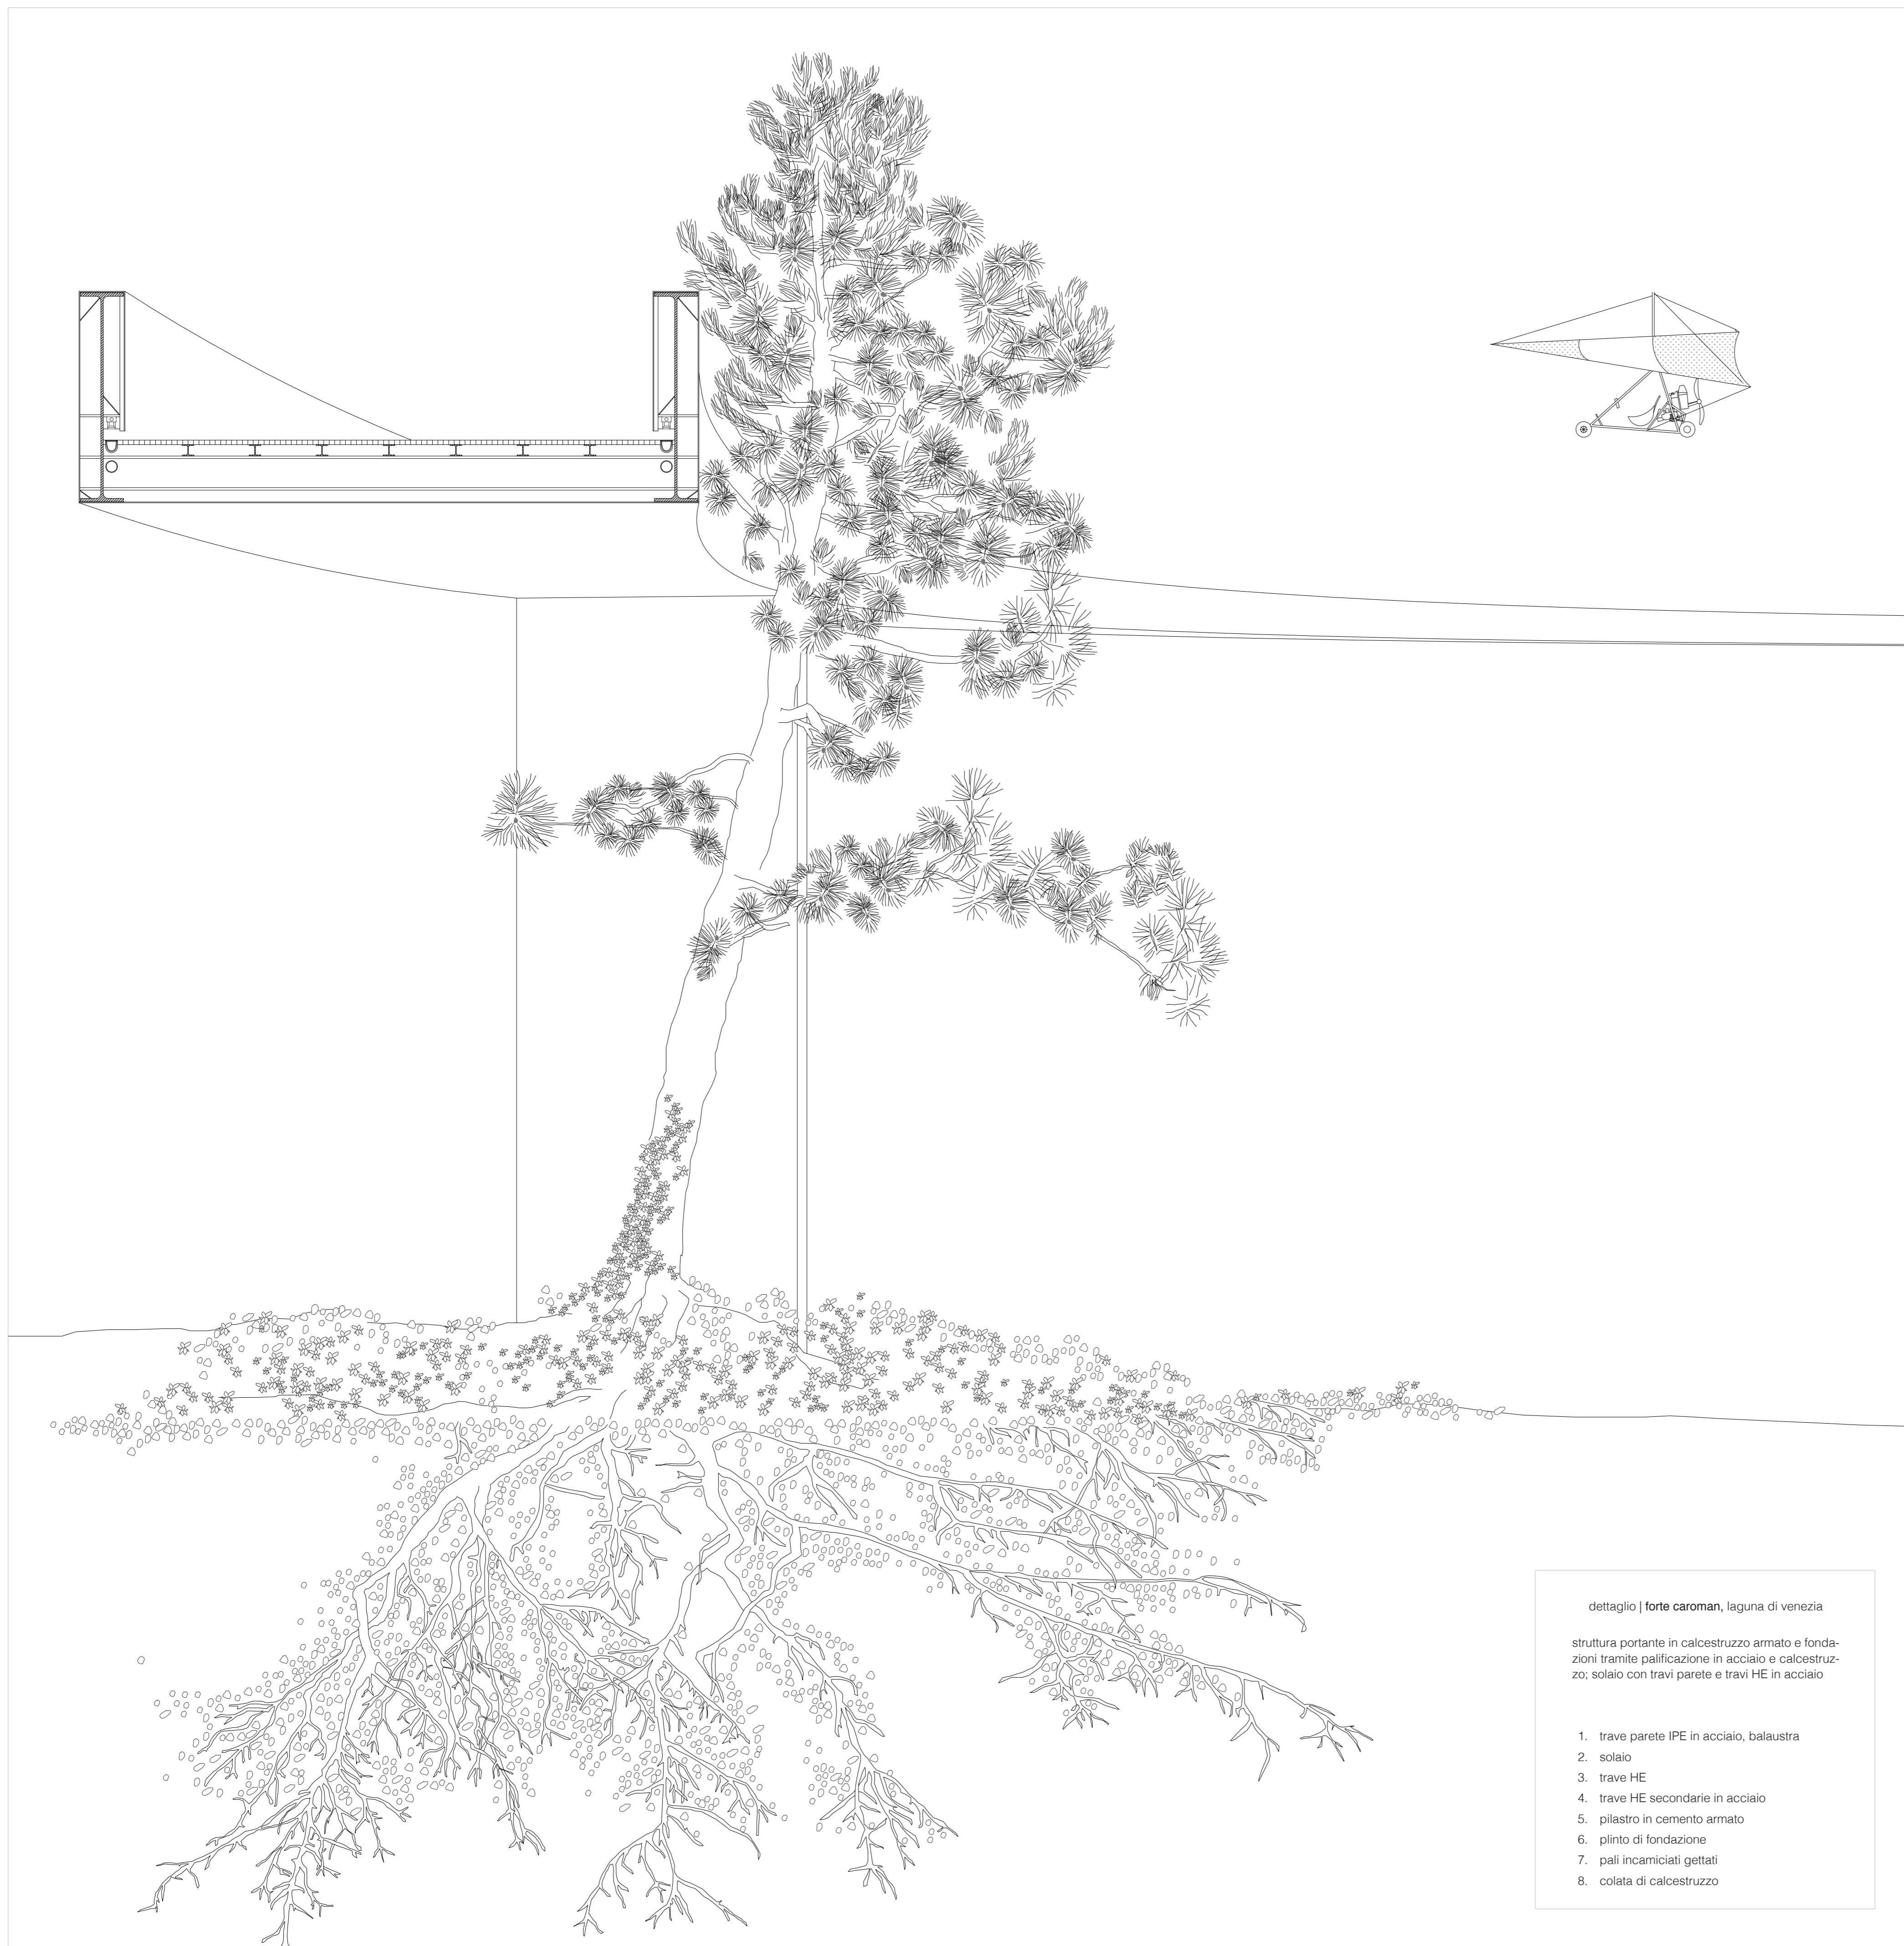 dettaglio | forte caroman, laguna di venezia
struttura portante in calcestruzzo armato e fonda-
zioni tramite palificazione in acciaio e calcestruz-
zo; solaio con travi parete e travi HE in acciaio
1. trave parete IPE in acciaio, balaustra
2. solaio
3. trave HE
4. trave HE secondarie in acciaio
5. pilastro in cemento armato
6. plinto di fondazione
7. pali incamiciati gettati
8. colata di calcestruzzo